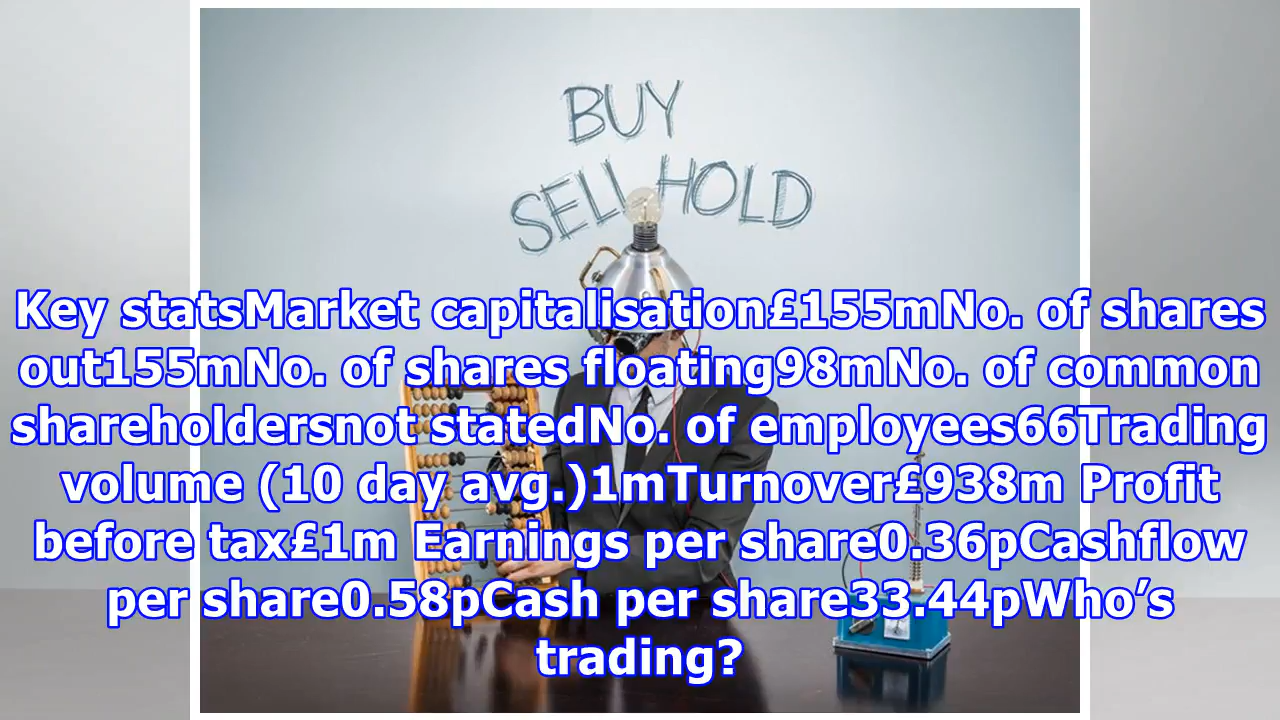 BUY
SELL HOLD
Key statsMarket capitalisation£155mNo. of shares
out155mNo. of shares floating98mNo. of common
shareholdersnot statedNo. of employees66Trading
volume (10 day avg.)1mTurnover£938m Profit
before tax£1m Earnings per share0.36pCashflow
per share0.58pCash per share33.44pWho’s
trading?